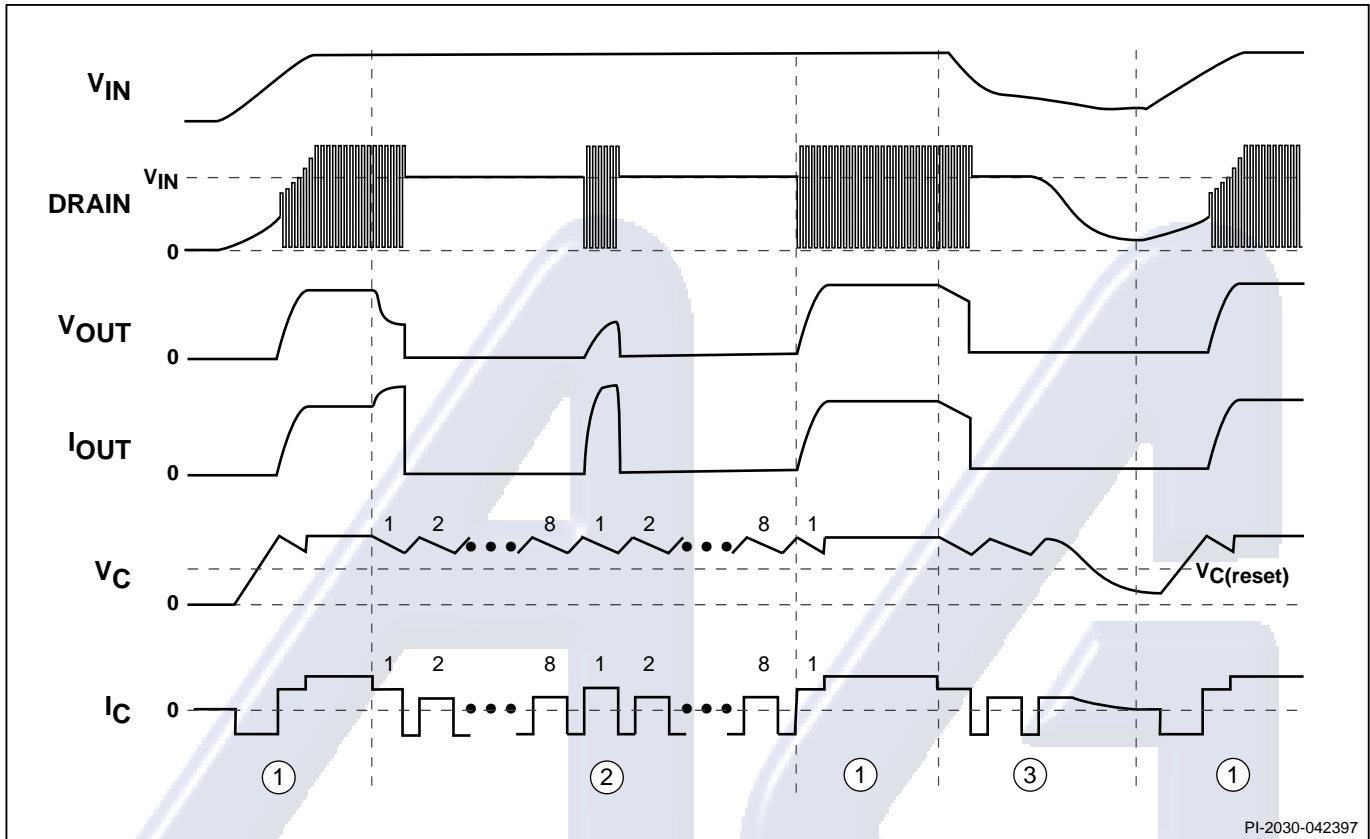 VIN
VIN
DRAIN
0
VOUT
0
IOUT
0
1 2 8 1 2 8 1
VC
VC(reset)
0
1 2 8 1 2 8 1
IC 0
1 2 1 3 1
PI-2030-042397